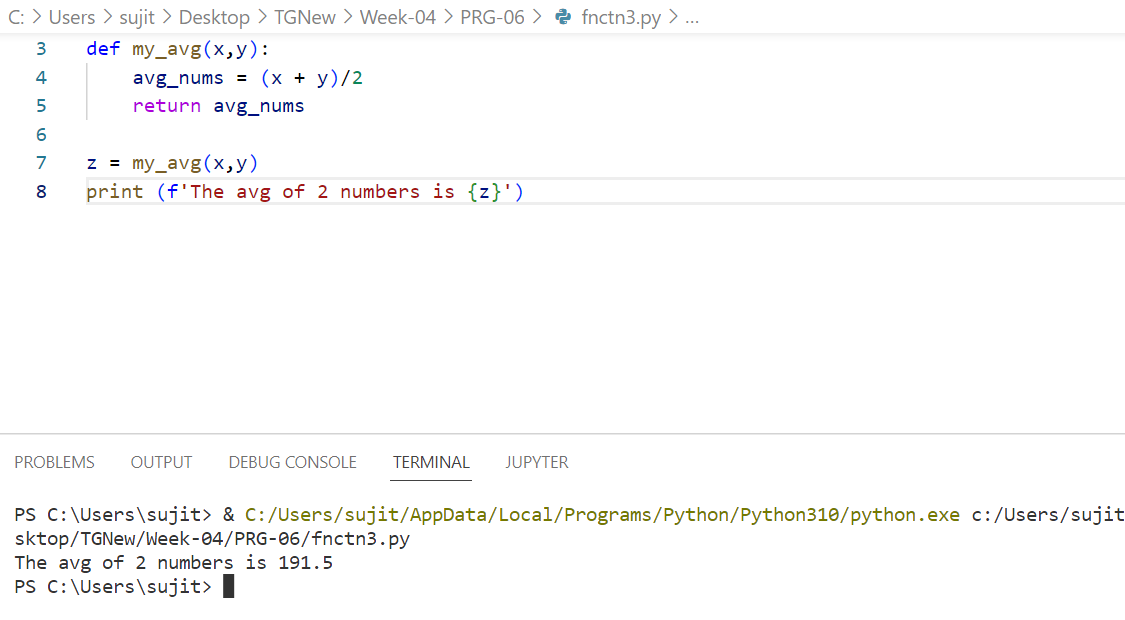 C: > Users > sujit > Desktop > TGNew > Week-04 > PRG-06 > fnctn3.py > ...
3 def my_avg(x,y):
4     avg_nums = (x + y)/2
5     return avg_nums
6
7 z = my_avg(x,y)
8 print (f'The avg of 2 numbers is {z}')
PROBLEMS OUTPUT DEBUG CONSOLE TERMINAL JUPYTER
PS C:\Users\sujit> & C:/Users/sujit/AppData/Local/Programs/Python/Python310/python.exe c:/Users/sujit
sktop/TGNew/Week-04/PRG-06/fnctn3.py
The avg of 2 numbers is 191.5
PS C:\Users\sujit>